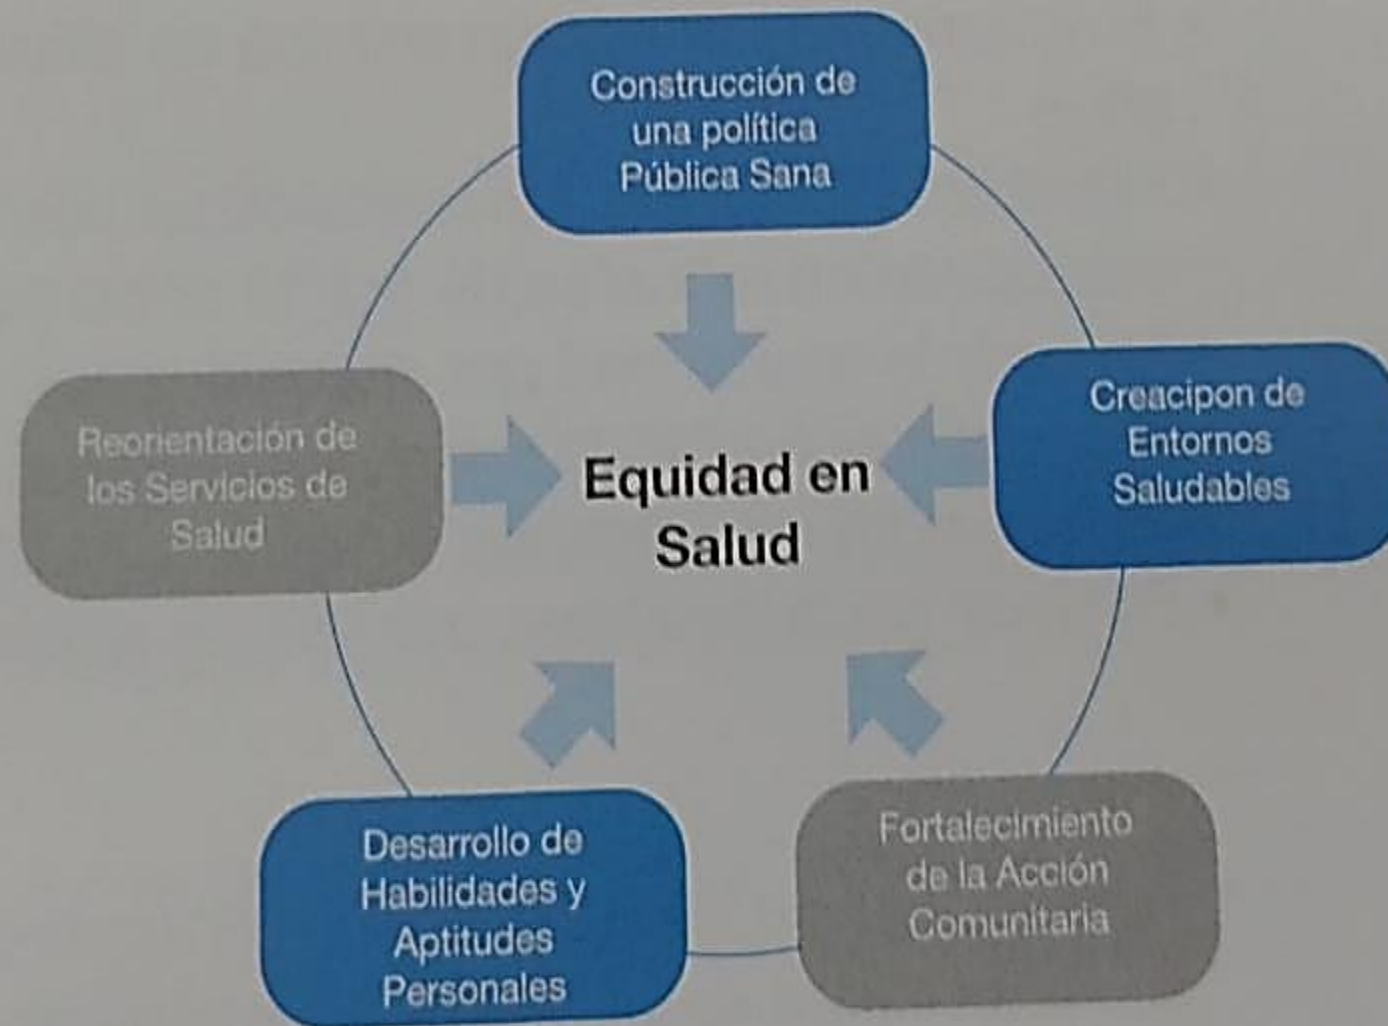 Construcción de
una política
Pública Sana
Creacipon de
Entornos
Saludables
Fortalecimiento
de la Acción
Comunitaria
Desarrollo de
Habilidades y
Aptitudes
Personales
Reorientación de
los Servicios de
Salud
Equidad en
Salud